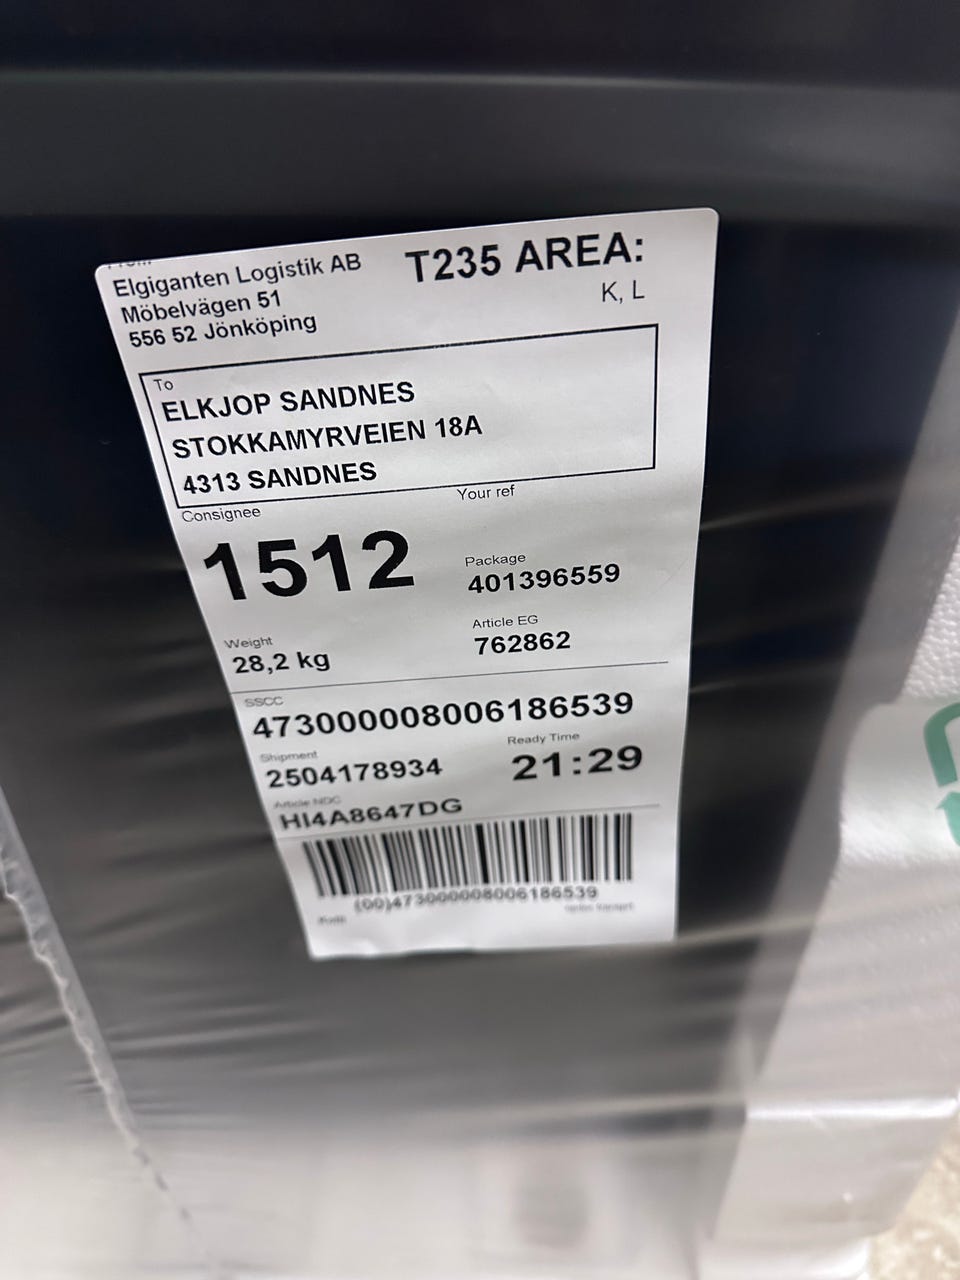 Elgiganten Logistik AB
Möbelvägen 51
556 52 Jönköping
T235 AREA:
K, L
To
ELKJOP SANDNES
STOKKAMYRVEIEN 18A
4313 SANDNES
Consignee
Your ref
1512
Package
401396559
Article EG
762862
Weight
28,2 kg
SSCC
473000008006186539
Shipment
2504178934
Ready Time
21:29
Article NDC
HI4A8647DG
(00)473000008006186539